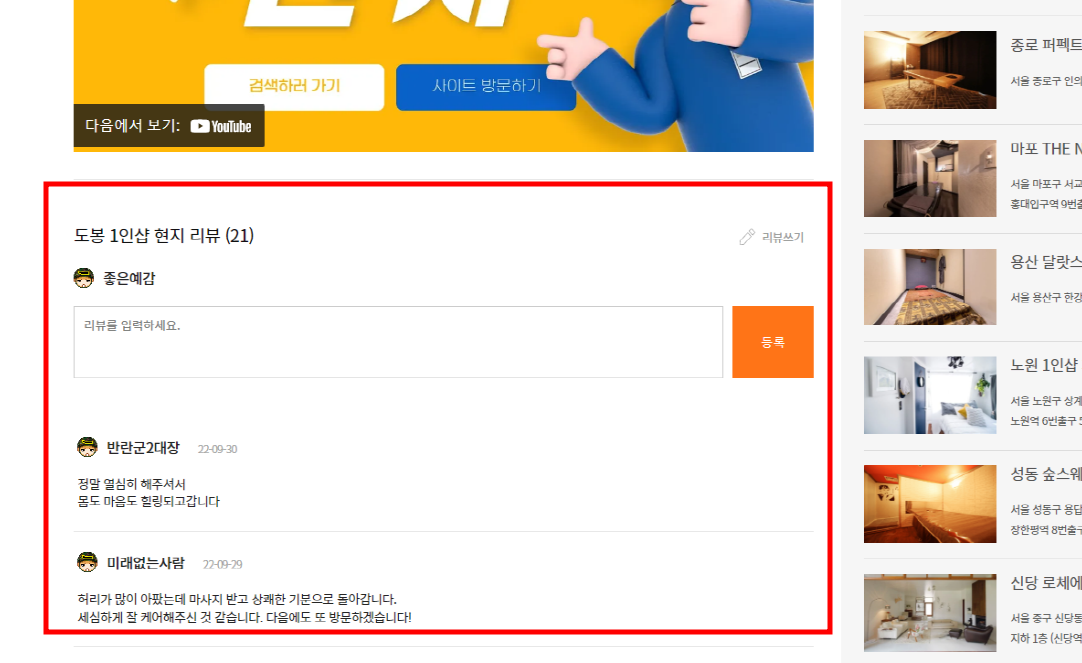 검색하러 가기
사이트 방문하기
다음에서 보기: YouTube
도봉 1인샵 현지 리뷰 (21)
리뷰쓰기
좋은예감
리뷰를 입력하세요.
등록
반란군2대장 22-09-30
정말 열심히 해주셔서
몸도 마음도 힐링되고갑니다
미래없는사람 22-09-29
허리가 많이 아팠는데 마사지 받고 상쾌한 기분으로 돌아갑니다.
세심하게 잘 케어해주신 것 같습니다. 다음에도 또 방문하겠습니다!
종로 퍼펙트
서울 종로구 인의
마포 THE N
서울 마포구 서교
홍대입구역 9번출
용산 달랏스
서울 용산구 한강
노원 1인샵
서울 노원구 상계
노원역 6번출구 5
성동 숲스웨
서울 성동구 용답
장한평역 8번출구
신당 로체에
서울 중구 신당동
지하 1층 (신당역